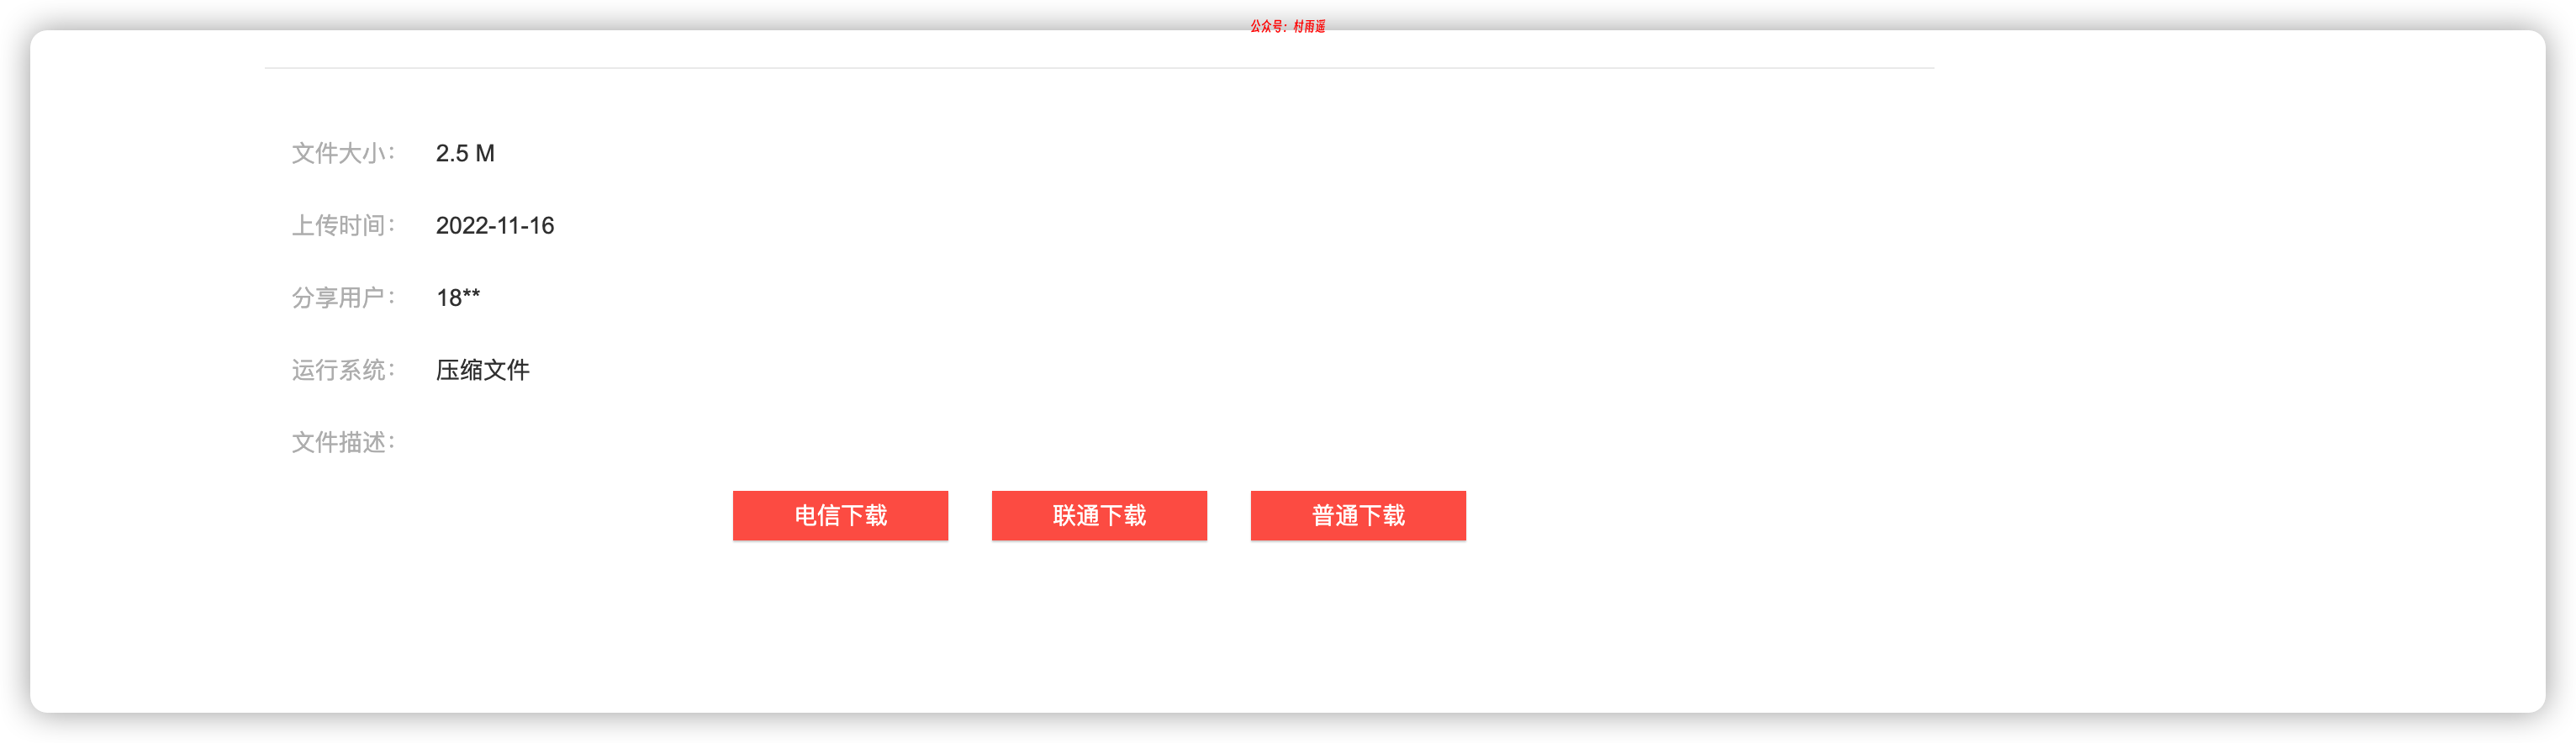 公众号：村雨遥
文件大小： 2.5 M
上传时间： 2022-11-16
分享用户： 18**
运行系统： 压缩文件
文件描述：
电信下载 联通下载 普通下载